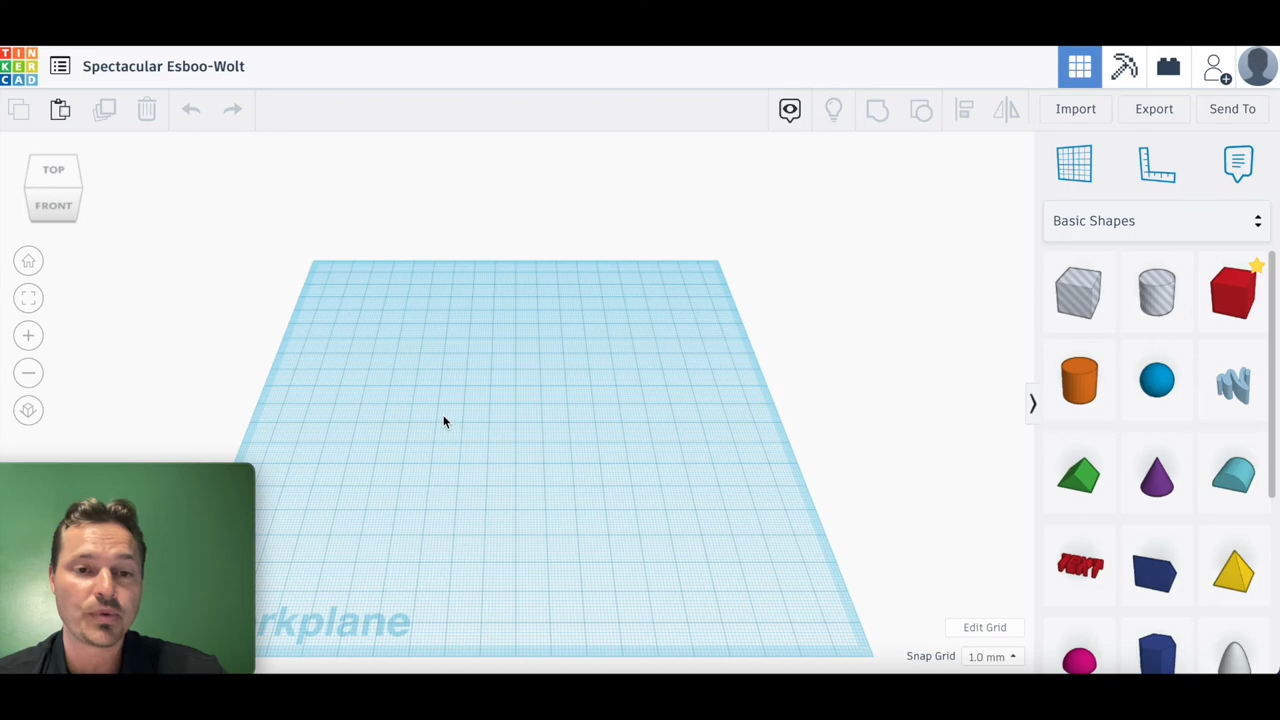 TIN
KER
CAD
Spectacular Esboo-Wolt
Import
Export
Send To
TOP
FRONT
Basic Shapes
TEXT
rkplane
Edit Grid
Snap Grid
1.0 mm